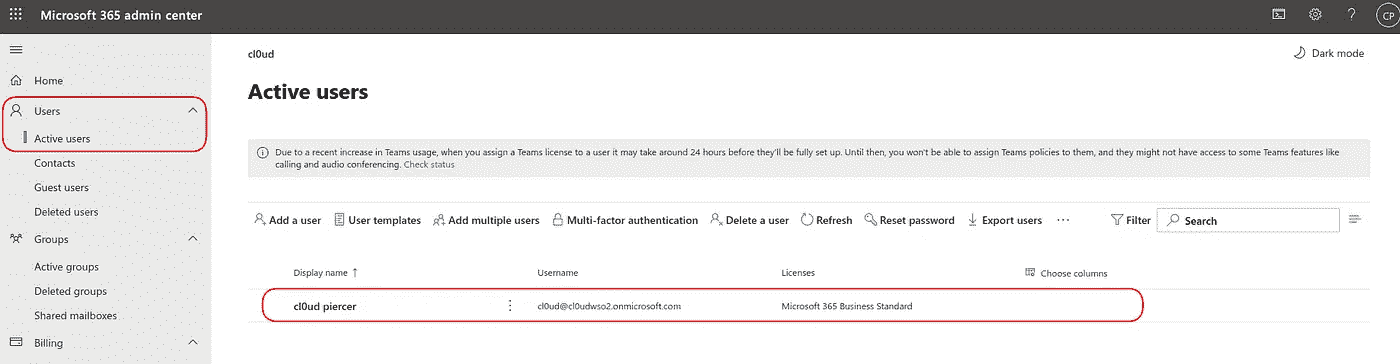 Microsoft 365 admin center
CP
cl0ud
Dark mode
Home
Active users
Users
Active users
Contacts
Guest users
Deleted users
Groups
Active groups
Deleted groups
Shared mailboxes
Billing
Due to a recent increase in Teams usage, when you assign a Teams license to a user it may take around 24 hours before they'll be fully set up. Until then, you won't be able to assign Teams policies to them, and they might not have access to some Teams features like
calling and audio conferencing. Check status
Add a user User templates Add multiple users Multi-factor authentication Delete a user Refresh Reset password Export users ... Filter Search
Display name ↑ Username Licenses Choose columns
cl0ud piercer cl0ud@cl0udwso2.onmicrosoft.com Microsoft 365 Business Standard